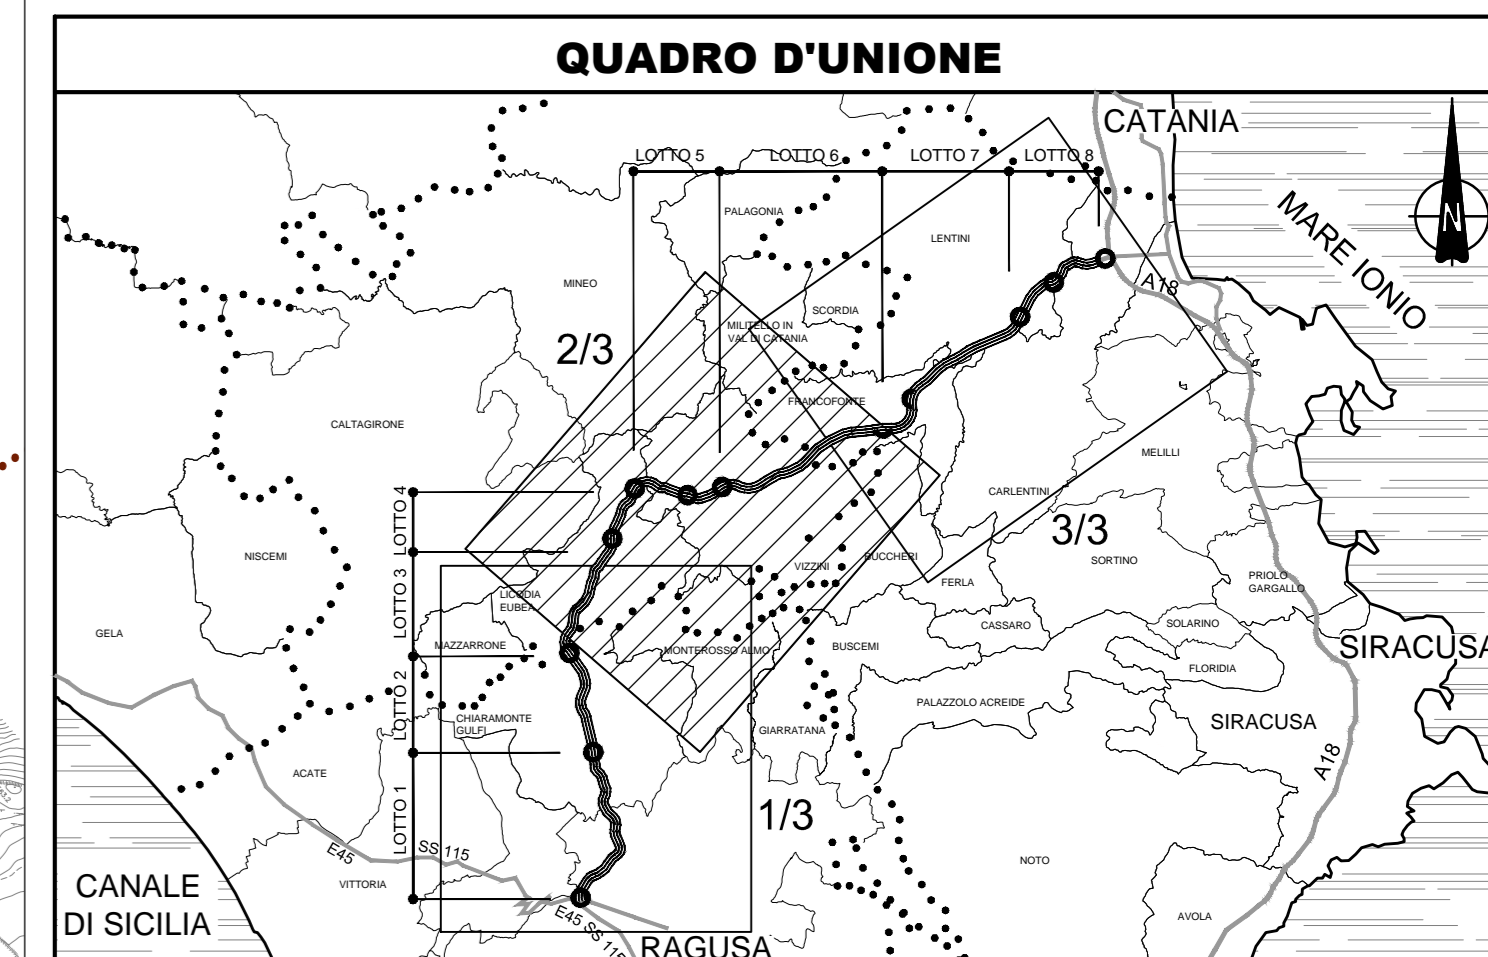 QUADRO D'UNIONE
CATANIA
LOTTO 5
LOTTO 6
LOTTO 7
LOTTO 8
N
MARE IONIO
PALAGONIA
LENTINI
MINEO
A18
SCORDIA
MILITELLO IN
VAL DI CATANIA
2/3
FRANCOFONTE
CALTAGIRONE
MELILLI
CARLENTINI
LOTTO 4
3/3
NISCEMI
BUCCHERI
SORTINO
VIZZINI
FERLA
PRIOLO
GARGALLO
LICODIA
EUBEA
LOTTO 3
CASSARO
SOLARINO
GELA
MAZZARRONE
MONTEROSSO ALMO
BUSCEMI
SIRACUSA
FLORIDIA
LOTTO 2
PALAZZOLO ACREIDE
CHIARAMONTE
GULFI
GIARRATANA
SIRACUSA
A18
ACATE
LOTTO 1
1/3
E45
SS 115
NOTO
VITTORIA
CANALE
DI SICILIA
E45 SS 115
AVOLA
RAGUSA